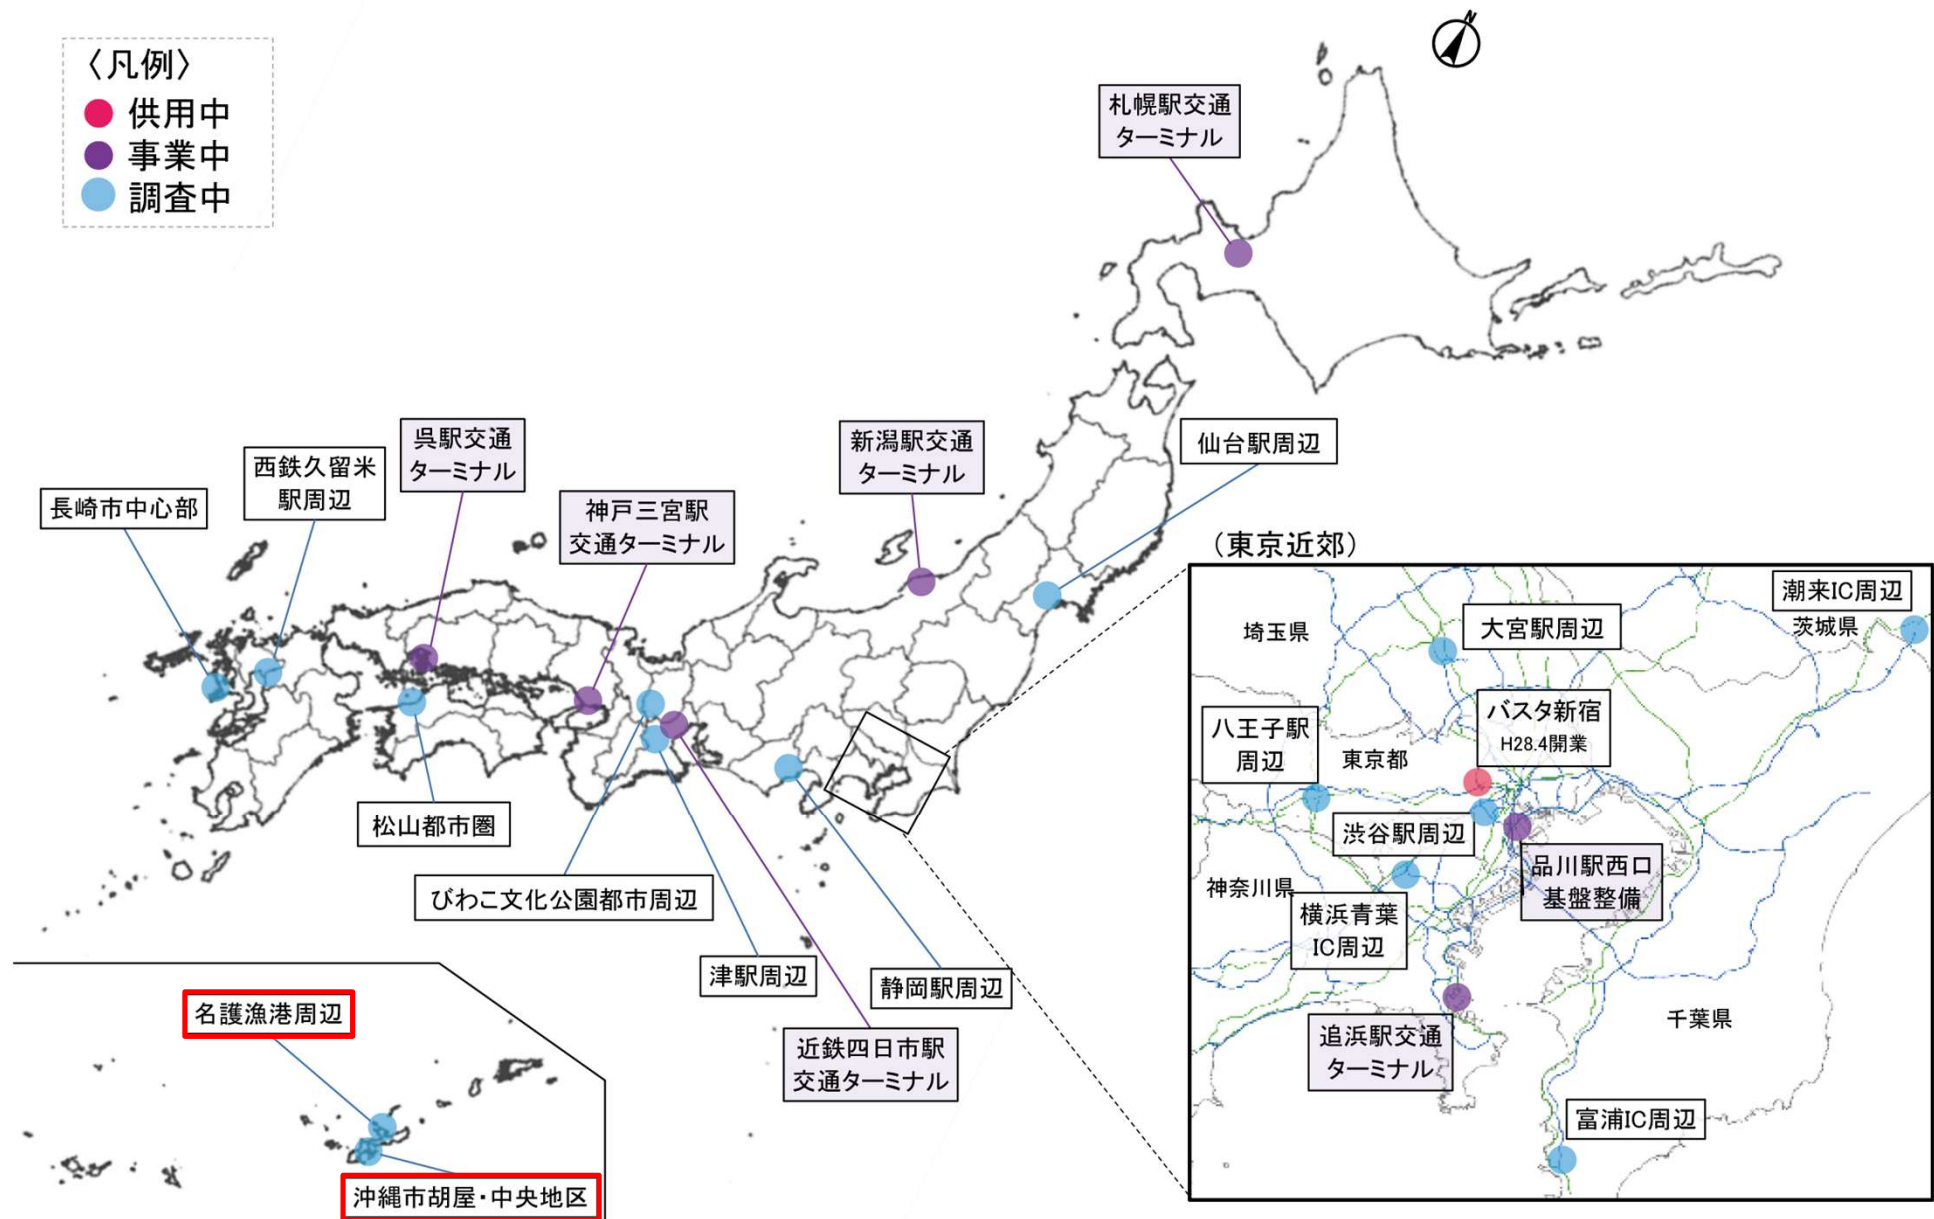 〈凡例〉
供用中
事業中
調査中
N
札幌駅交通
ターミナル
仙台駅周辺
新潟駅交通
ターミナル
呉駅交通
ターミナル
西鉄久留米
駅周辺
長崎市中心部
神戸三宮駅
交通ターミナル
松山都市圏
びわこ文化公園都市周辺
津駅周辺
静岡駅周辺
近鉄四日市駅
交通ターミナル
名護漁港周辺
沖縄市胡屋・中央地区
（東京近郊）
潮来IC周辺
茨城県
埼玉県
大宮駅周辺
バスタ新宿
H28.4開業
八王子駅
周辺
東京都
渋谷駅周辺
品川駅西口
基盤整備
神奈川県
横浜青葉
IC周辺
追浜駅交通
ターミナル
千葉県
富浦IC周辺